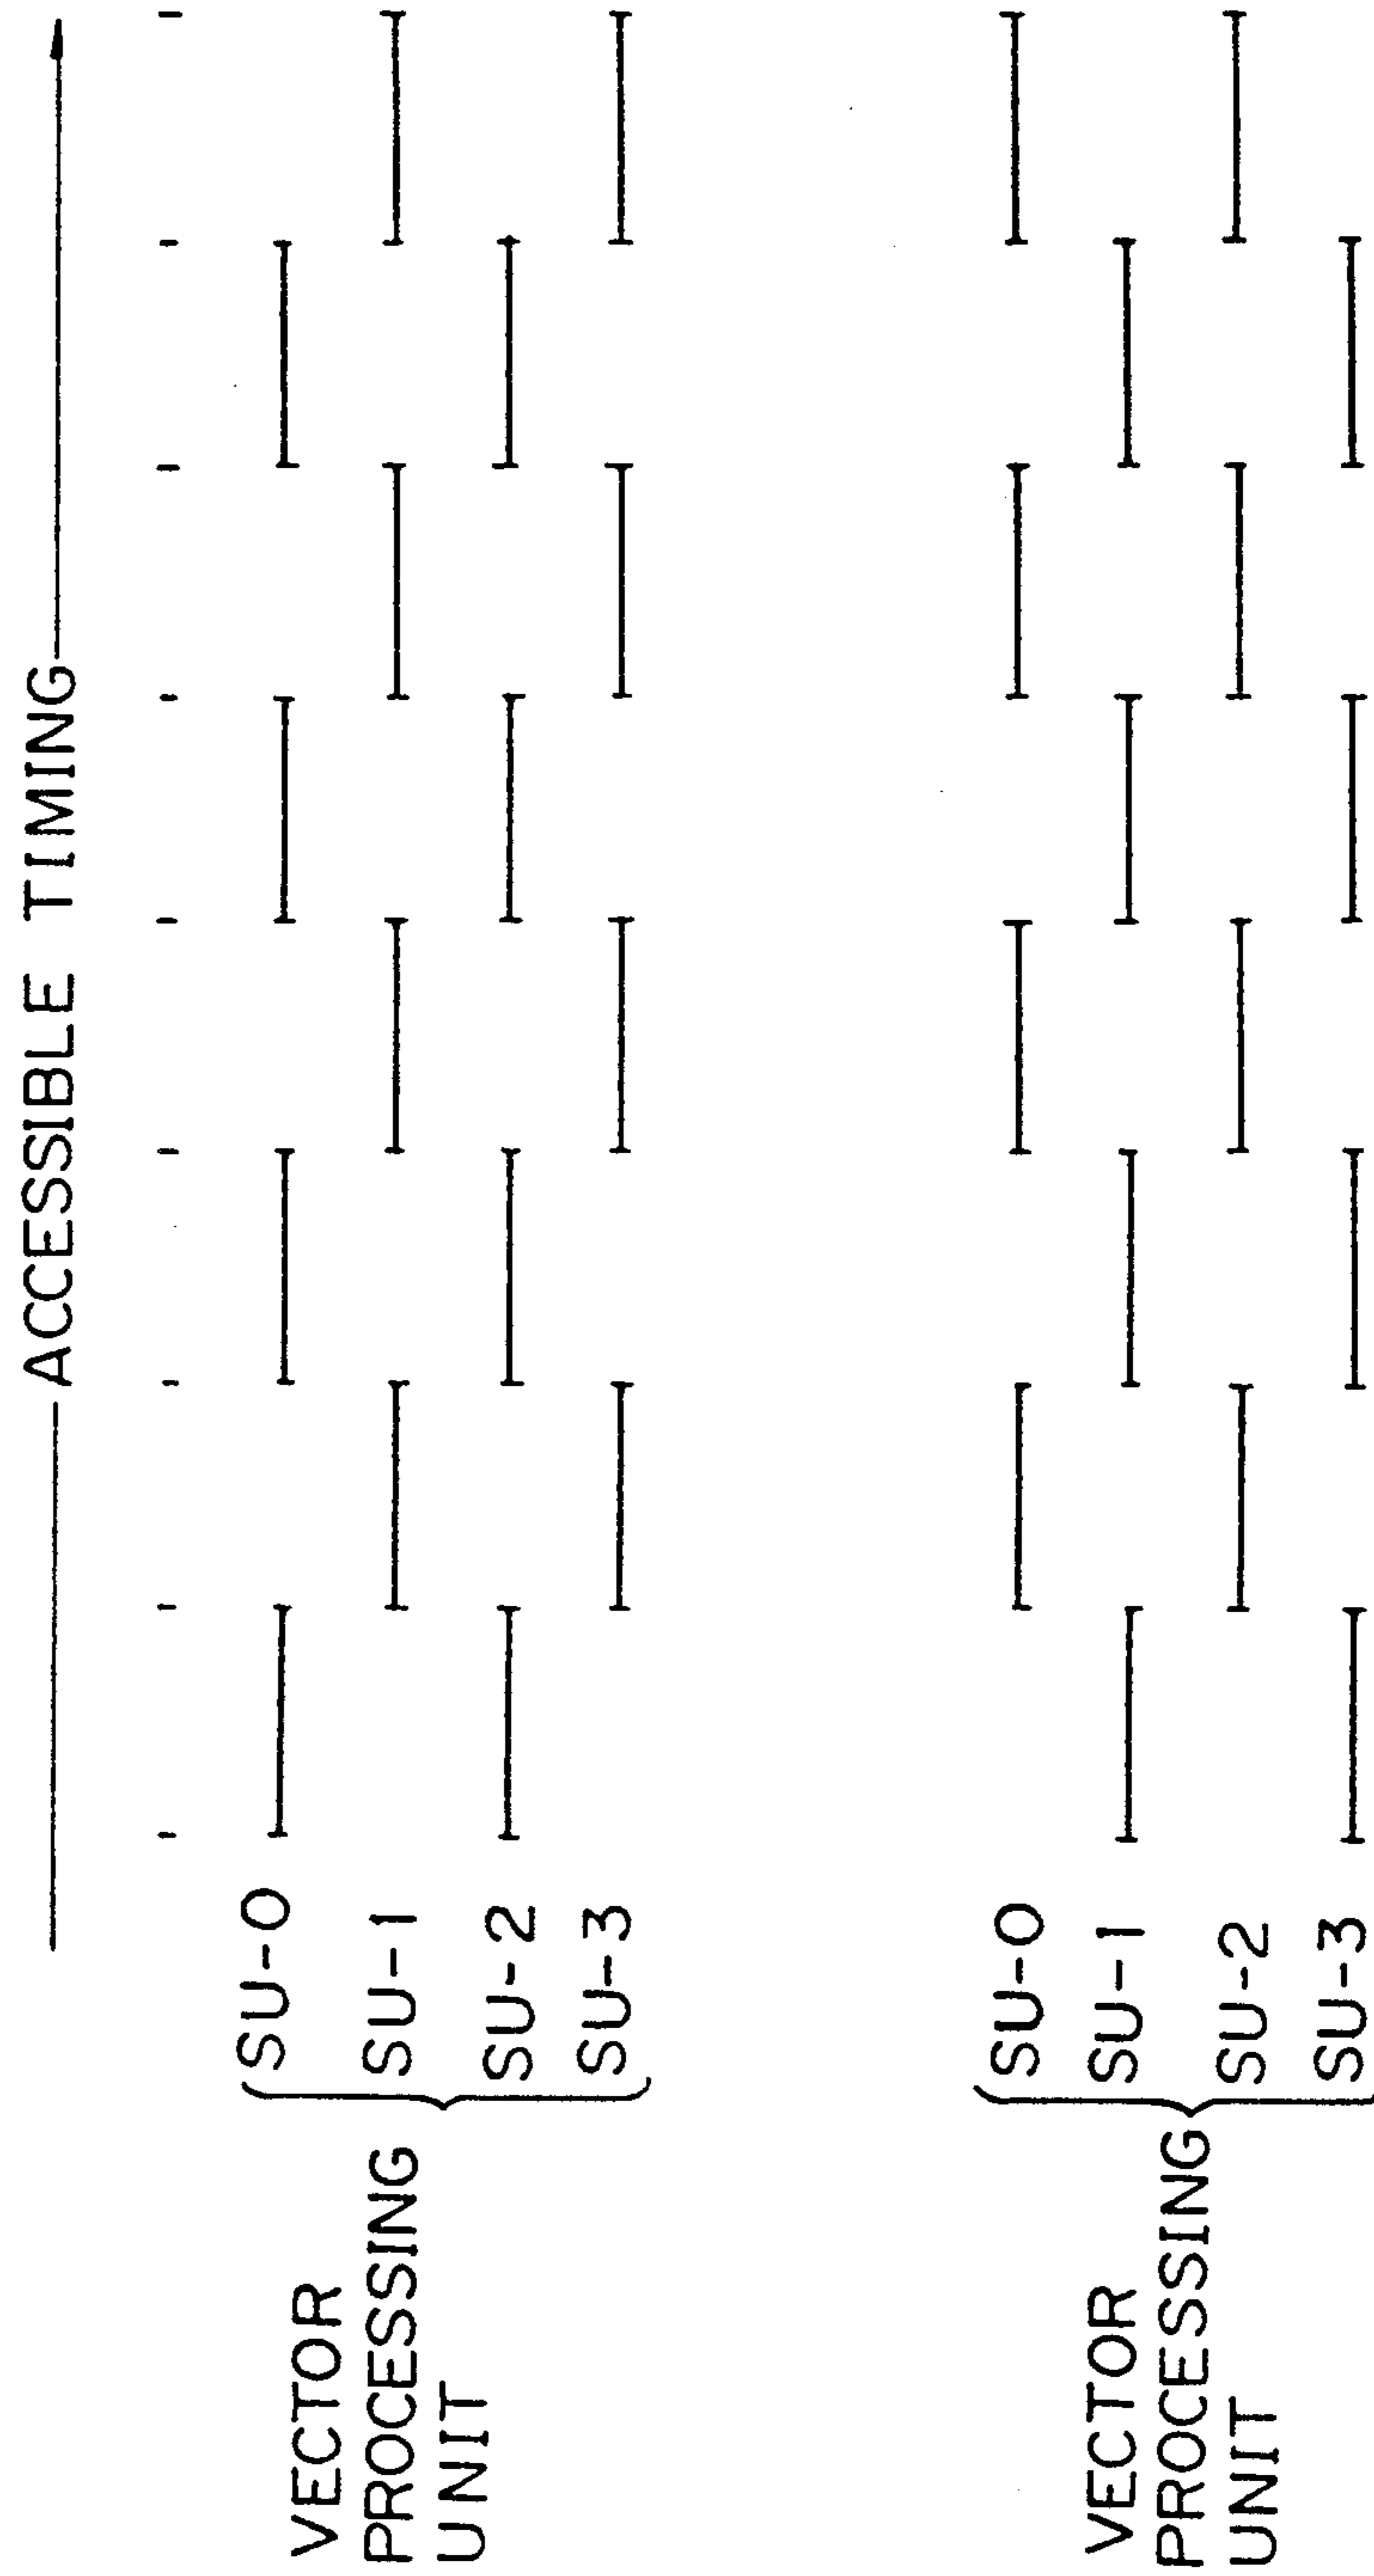 ACCESSIBLE TIMING
VECTOR
PROCESSING
UNIT
SU-0
SU-1
SU-2
SU-3
VECTOR
PROCESSING
UNIT
SU-0
SU-1
SU-2
SU-3